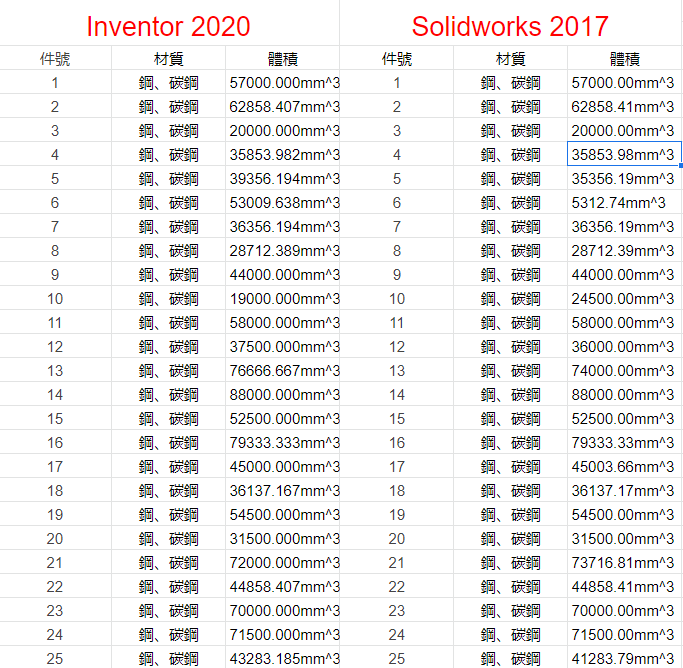 Inventor 2020 Solidworks 2017
件號 材質 體積 件號 材質 體積
1 鋼、碳鋼 57000.000mm^3 1 鋼、碳鋼 57000.00mm^3
2 鋼、碳鋼 62858.407mm^3 2 鋼、碳鋼 62858.41mm^3
3 鋼、碳鋼 20000.000mm^3 3 鋼、碳鋼 20000.00mm^3
4 鋼、碳鋼 35853.982mm^3 4 鋼、碳鋼 35853.98mm^3
5 鋼、碳鋼 39356.194mm^3 5 鋼、碳鋼 35356.19mm^3
6 鋼、碳鋼 53009.638mm^3 6 鋼、碳鋼 5312.74mm^3
7 鋼、碳鋼 36356.194mm^3 7 鋼、碳鋼 36356.19mm^3
8 鋼、碳鋼 28712.389mm^3 8 鋼、碳鋼 28712.39mm^3
9 鋼、碳鋼 44000.000mm^3 9 鋼、碳鋼 44000.00mm^3
10 鋼、碳鋼 19000.000mm^3 10 鋼、碳鋼 24500.00mm^3
11 鋼、碳鋼 58000.000mm^3 11 鋼、碳鋼 58000.00mm^3
12 鋼、碳鋼 37500.000mm^3 12 鋼、碳鋼 36000.00mm^3
13 鋼、碳鋼 76666.667mm^3 13 鋼、碳鋼 74000.00mm^3
14 鋼、碳鋼 88000.000mm^3 14 鋼、碳鋼 88000.00mm^3
15 鋼、碳鋼 52500.000mm^3 15 鋼、碳鋼 52500.00mm^3
16 鋼、碳鋼 79333.333mm^3 16 鋼、碳鋼 79333.33mm^3
17 鋼、碳鋼 45000.000mm^3 17 鋼、碳鋼 45003.66mm^3
18 鋼、碳鋼 36137.167mm^3 18 鋼、碳鋼 36137.17mm^3
19 鋼、碳鋼 54500.000mm^3 19 鋼、碳鋼 54500.00mm^3
20 鋼、碳鋼 31500.000mm^3 20 鋼、碳鋼 31500.00mm^3
21 鋼、碳鋼 72000.000mm^3 21 鋼、碳鋼 73716.81mm^3
22 鋼、碳鋼 44858.407mm^3 22 鋼、碳鋼 44858.41mm^3
23 鋼、碳鋼 70000.000mm^3 23 鋼、碳鋼 70000.00mm^3
24 鋼、碳鋼 71500.000mm^3 24 鋼、碳鋼 71500.00mm^3
25 鋼、碳鋼 43283.185mm^3 25 鋼、碳鋼 41283.79mm^3